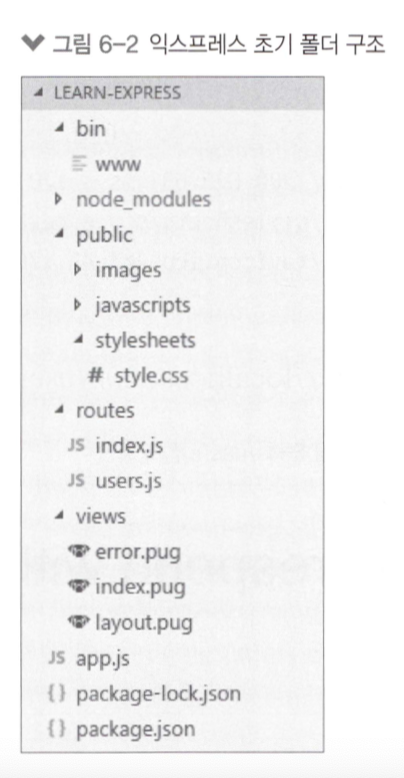 그림 6-2 익스프레스 초기 폴더 구조
LEARN-EXPRESS
bin
www
node_modules
public
images
javascripts
stylesheets
# style.css
routes
JS index.js
JS users.js
views
error.pug
index.pug
layout.pug
JS app.js
{} package-lock.json
{} package.json